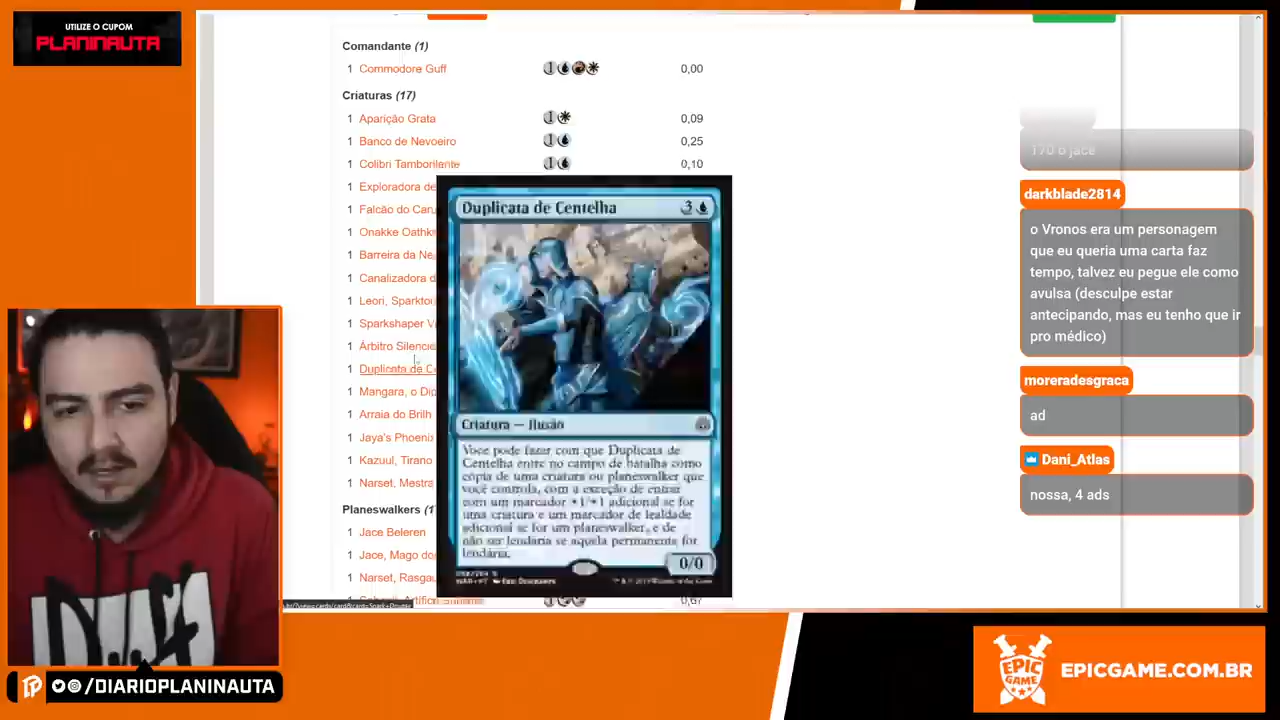 UTILIZE O CUPOM
PLANINAUTA
Comandante (1)
1 Commodore Guff 0,00
Criaturas (17)
1 Aparição Grata 0,09
1 Banco de Nevoeiro 0,25
1 Colibri Tamborilante 0,10
1 Exploradora de
1 Falcão do
1 Onakke
1 Barreira da
1 Canalizadora
1 Leori,
1 Sparkshaper
1 Árbitro
1 Duplicata de
1 Mangara, o
1 Arraia do Brilh
1 Jaya's Phoenix
1 Kazuul, Tirano
1 Narset, Mestra
Planeswalkers
1 Jace Beleren
1 Jace, Mago do
1 Narset,
0,67
Duplicata de Centelha 3
Criatura — Ilusão
Você pode fazer com que Duplicata de
Centelha entre no campo de batalha como
cópia de uma criatura ou planeswalker que
você controla, com a exceção de entrar
com um marcador +1/+1 adicional se for
uma criatura e um marcador de lealdade
adicional se for um planeswalker, e de
não ser lendária se aquela permanente for
lendária.
0/0
170 o jace
darkblade2814
o Vronos era um personagem
que eu queria uma carta faz
tempo, talvez eu pegue ele como
avulsa (desculpe estar
antecipando, mas eu tenho que ir
pro médico)
moreradesgraca
ad
Dani_Atlas
nossa, 4 ads
/DIARIOPLANINAUTA
EPIC
GAME
EPICGAME.COM.BR